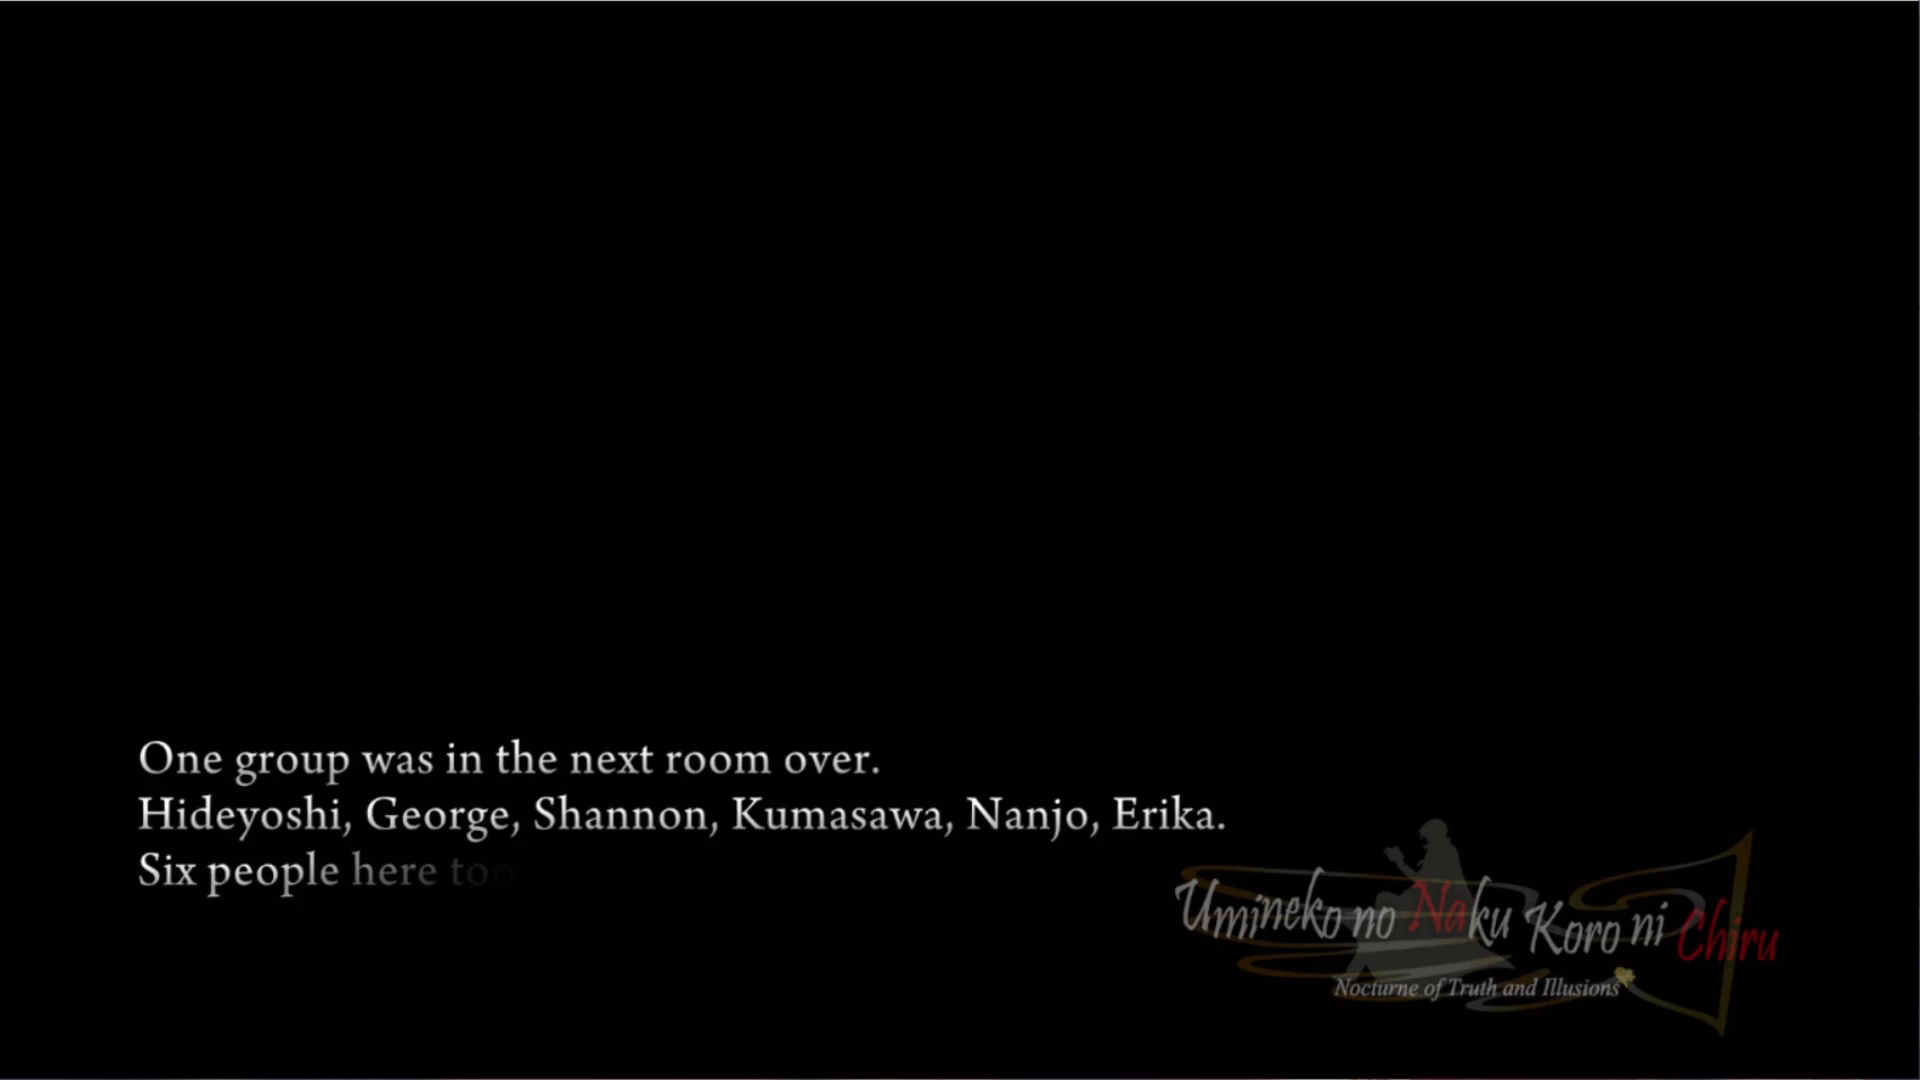 One group was in the next room over.
Hideyoshi, George, Shannon, Kumasawa, Nanjo, Erika.
Six people here too
Umineko no Naku Koro ni Chiru
Nocturne of Truth and Illusions